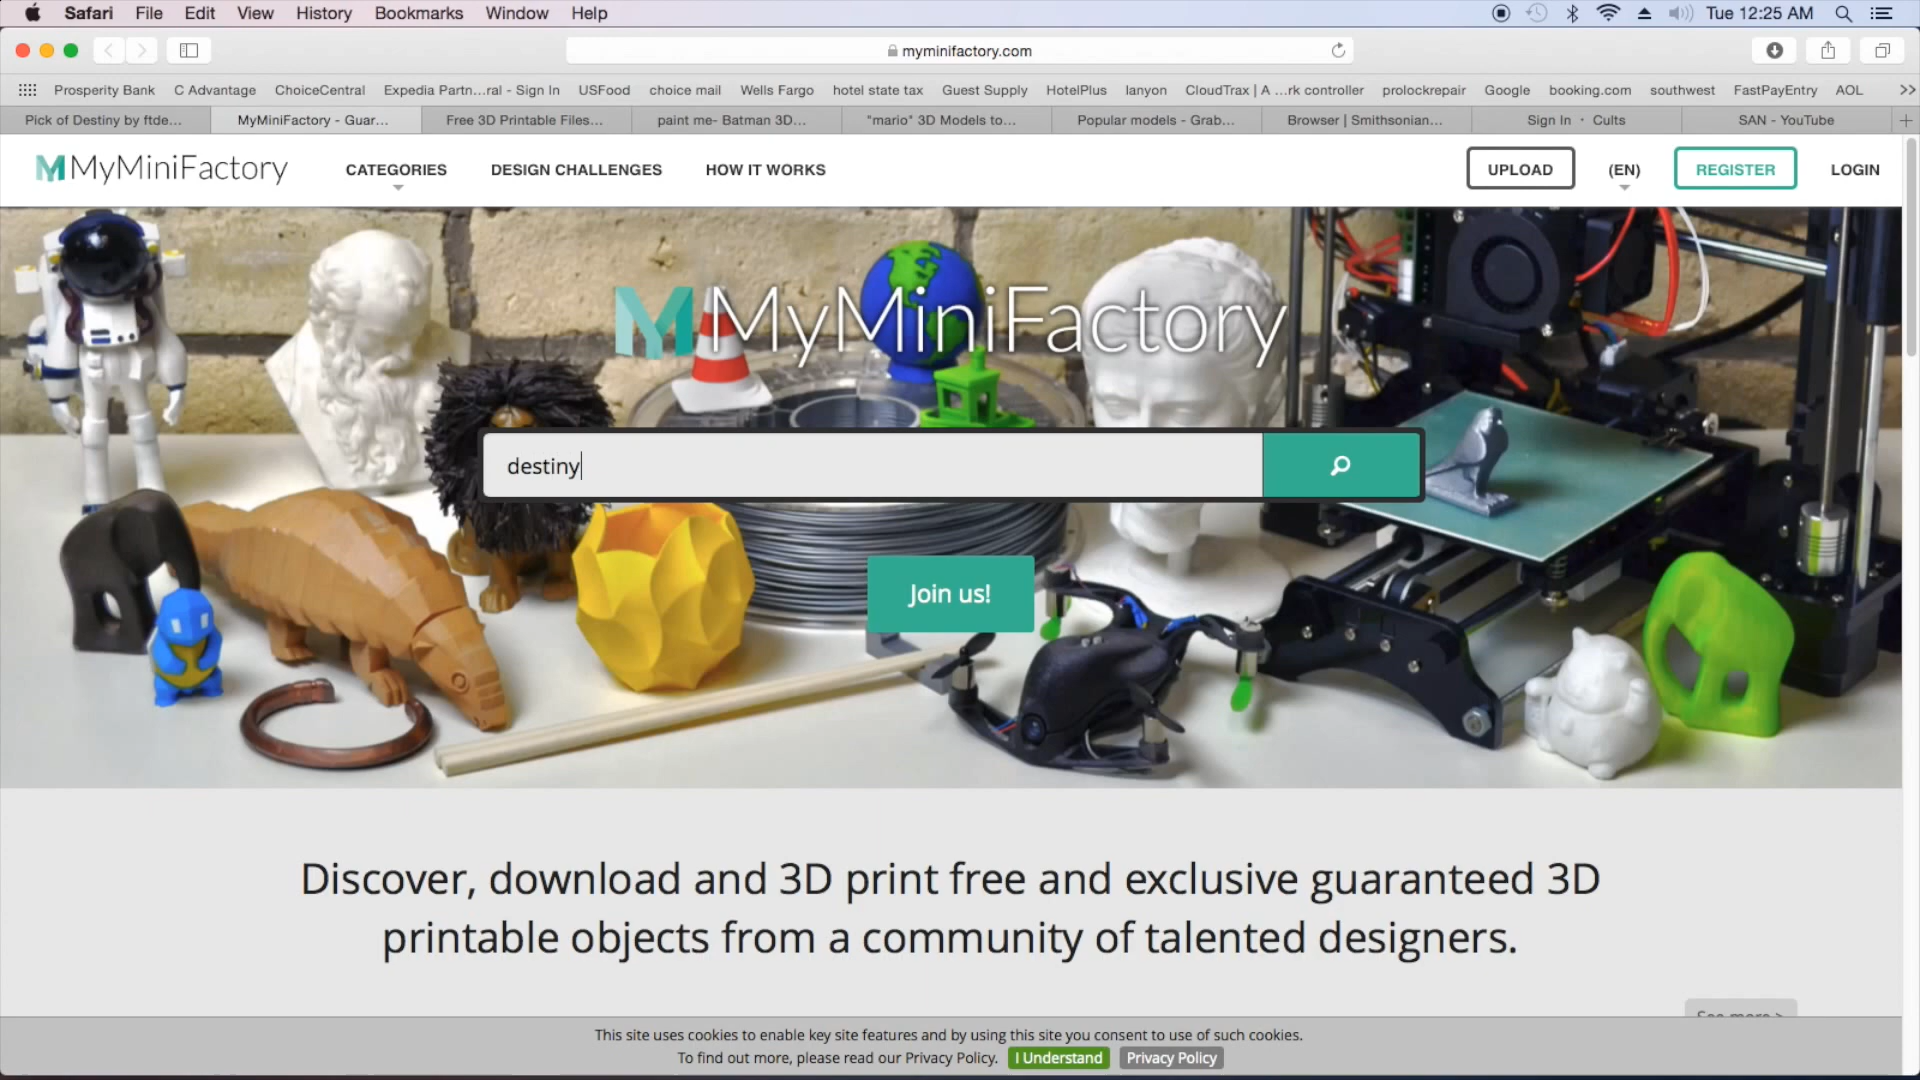 Safari File Edit View History Bookmarks Window Help Tue 12:25 AM
myminifactory.com
Prosperity Bank C Advantage ChoiceCentral Expedia Partn...ral - Sign In USFood choice mail Wells Fargo hotel state tax Guest Supply HotelPlus lanyon CloudTrax | A ...rk controller prolockrepair Google booking.com southwest FastPayEntry AOL >>
Pick of Destiny by ftde... MyMiniFactory - Guar... Free 3D Printable Files... paint me- Batman 3D... "mario" 3D Models to... Popular models - Grab... Browser | Smithsonian... Sign In · Cults SAN - YouTube +
MyMiniFactory CATEGORIES DESIGN CHALLENGES HOW IT WORKS UPLOAD (EN) REGISTER LOGIN
MyMiniFactory
destiny
Join us!
Discover, download and 3D print free and exclusive guaranteed 3D
printable objects from a community of talented designers.
See more >
This site uses cookies to enable key site features and by using this site you consent to use of such cookies.
To find out more, please read our Privacy Policy. I Understand Privacy Policy